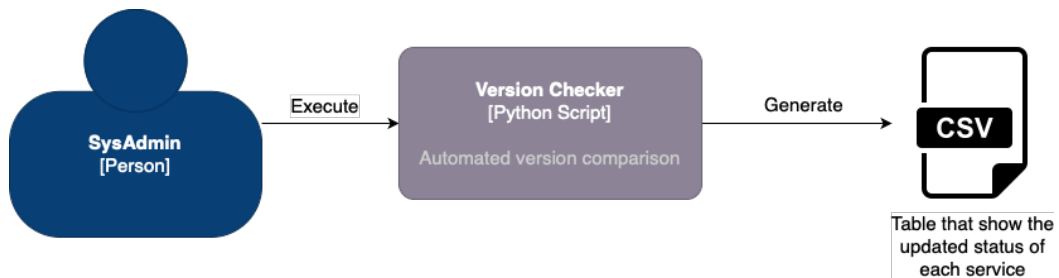 SysAdmin
[Person]
Execute
Version Checker
[Python Script]
Automated version comparison
Generate
CSV
Table that show the
updated status of
each service